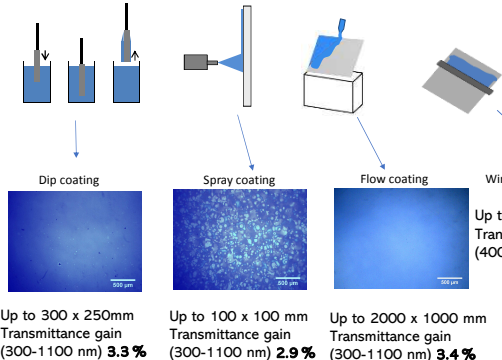 Dip coating
Spray coating
Flow coating
500 µm
500 µm
500 µm
Up to 300 x 250mm
Transmittance gain
(300-1100 nm) 3.3 %
Up to 100 x 100 mm
Transmittance gain
(300-1100 nm) 2.9 %
Up to 2000 x 1000 mm
Transmittance gain
(300-1100 nm) 3.4 %
Up t
(400